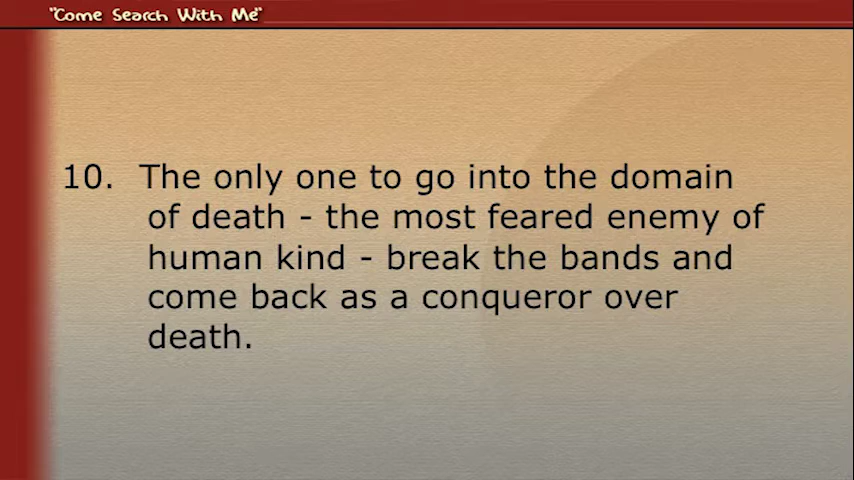 "Come Search With Me"
10. The only one to go into the domain
of death - the most feared enemy of
human kind - break the bands and
come back as a conqueror over
death.